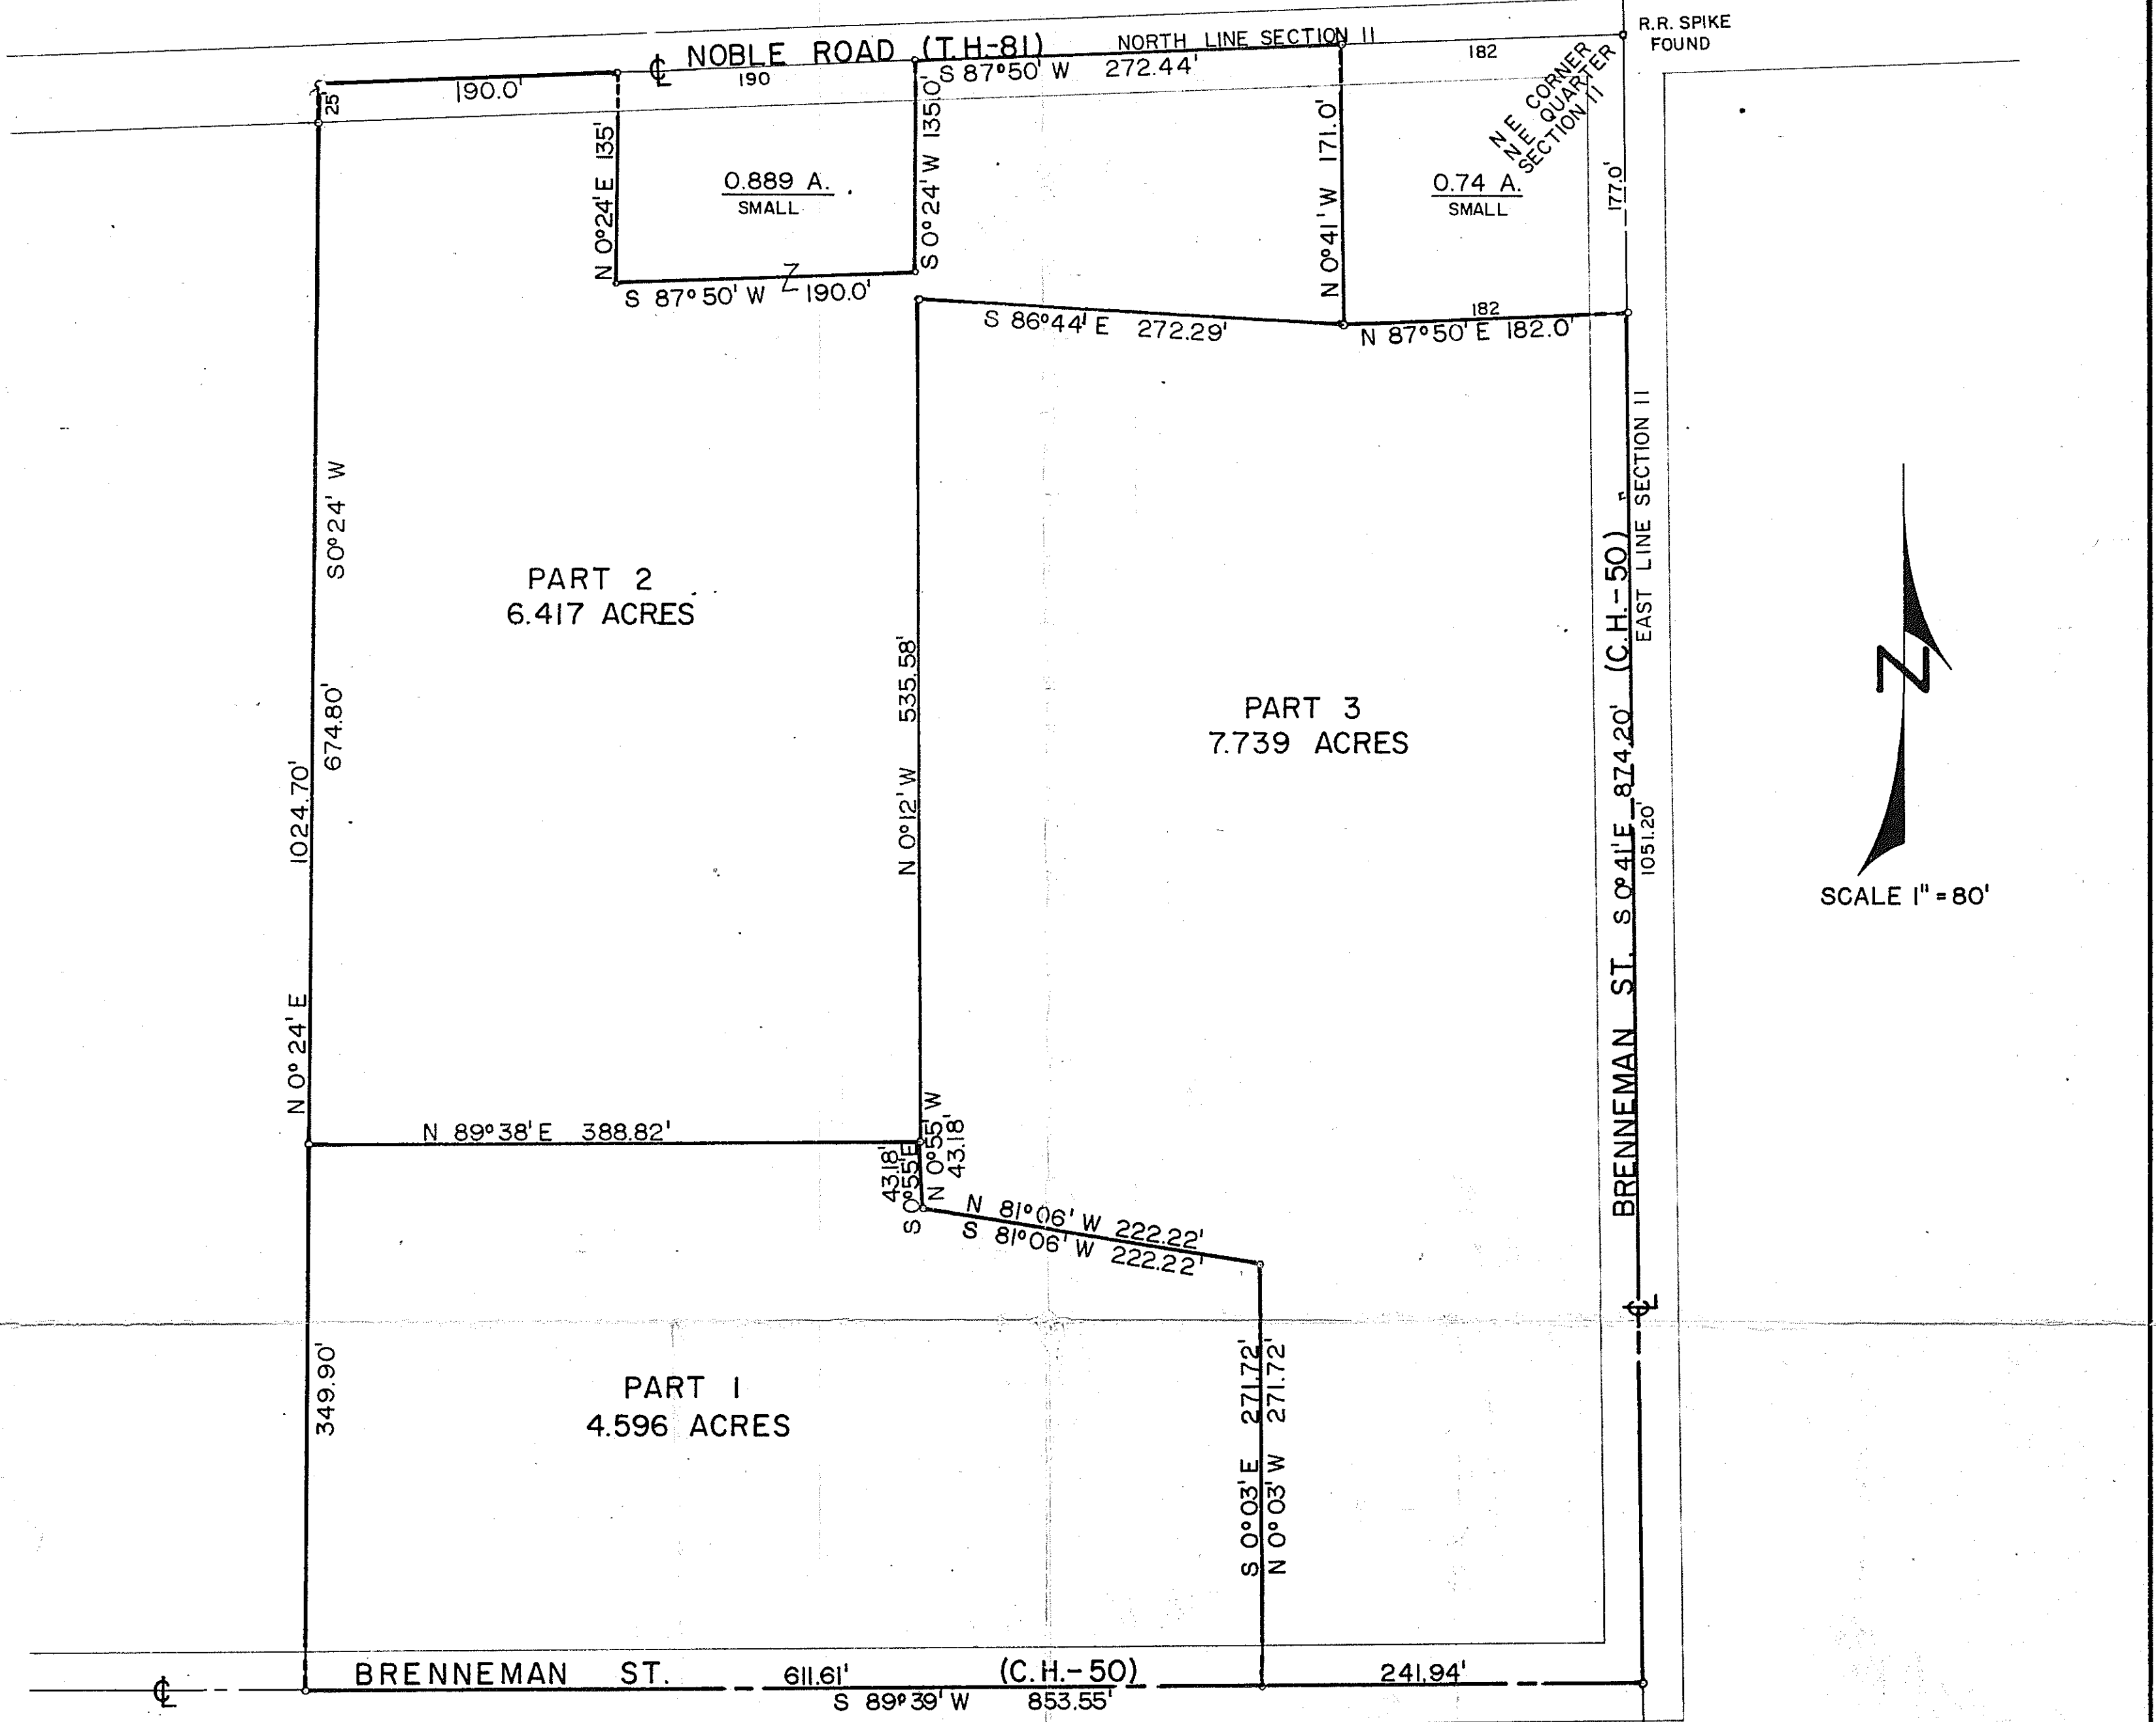 NOBLE ROAD (T.H-81)
NORTH LINE SECTION 11
R.R. SPIKE
FOUND
190.0'
℄
190
S 87°50' W 272.44'
182
25'
N E CORNER
NE QUARTER
SECTION 11
N 0°24' E 135'
0.889 A.
SMALL
S 0°24' W 135.0'
N 0°41' W 171.0'
0.74 A.
SMALL
177.0'
S 87°50' W 190.0'
S 86°44' E 272.29'
182
N 87°50' E 182.0'
S 0°24' W
674.80'
PART 2
6.417 ACRES
N 0°12' W 535.58'
PART 3
7.739 ACRES
EAST LINE SECTION 11
BRENNEMAN ST. S 0°41' E 874.20' (C.H.-50)
1051.20'
N
SCALE 1" = 80'
N 0°24' E 1024.70'
N 89°38' E 388.82'
43.18'
S 0°55' E
N 0°55' W
43.18'
N 81°06' W 222.22'
S 81°06' W 222.22'
℄
349.90'
PART 1
4.596 ACRES
S 0°03' E 271.72'
N 0°03' W 271.72'
℄
BRENNEMAN ST. 611.61' (C.H.-50) 241.94'
S 89°39' W 853.55'